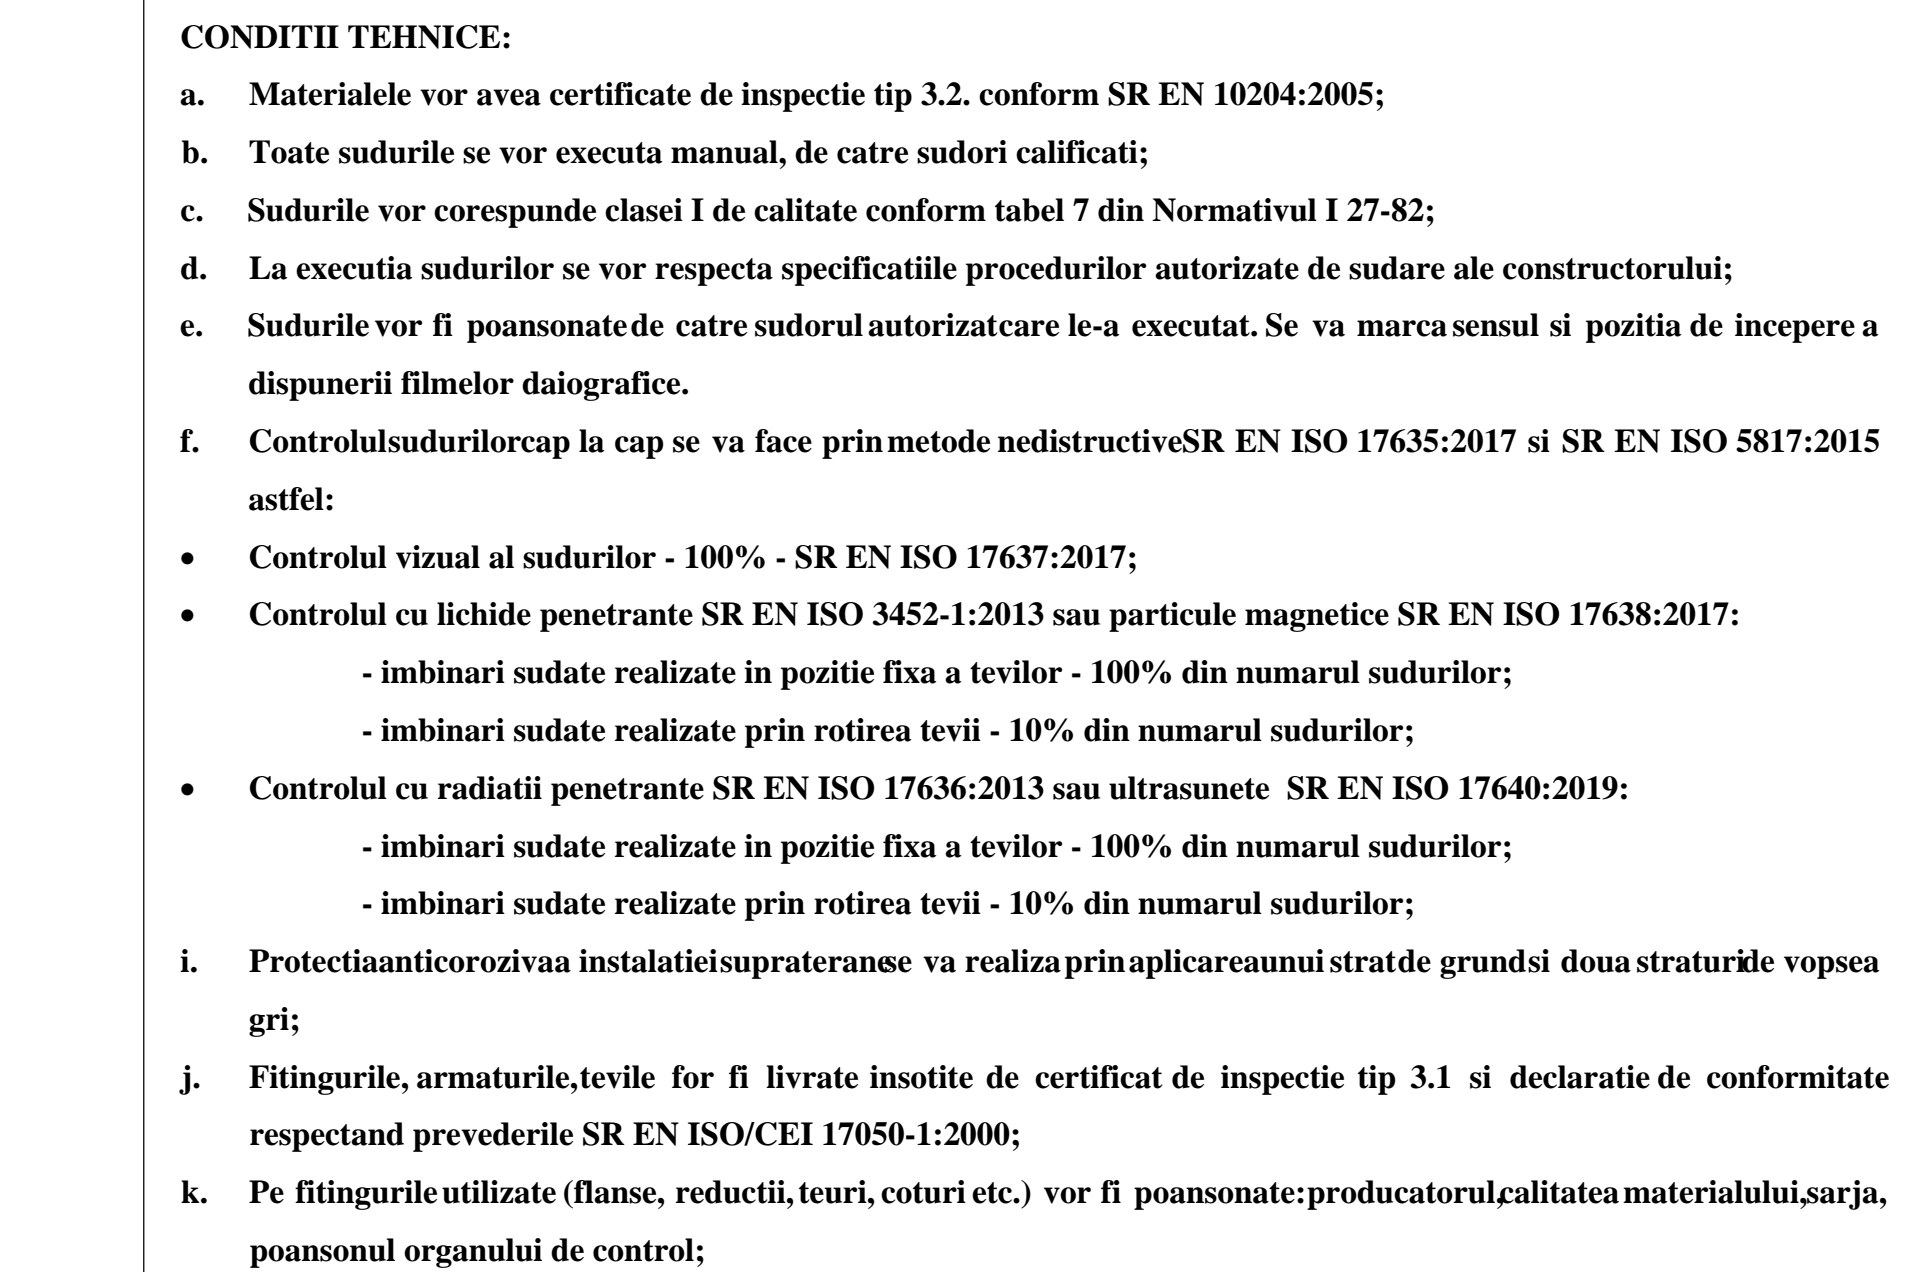 CONDITII TEHNICE:
a. Materialele vor avea certificate de inspectie tip 3.2. conform SR EN 10204:2005;
b. Toate sudurile se vor executa manual, de catre sudori calificati;
c. Sudurile vor corespunde clasei I de calitate conform tabel 7 din Normativul I 27-82;
d. La executia sudurilor se vor respecta specificatiile procedurilor autorizate de sudare ale constructorului;
e. Sudurile vor fi poansonate de catre sudorul autorizat care le-a executat. Se va marca sensul si pozitia de incepere a
dispunerii filmelor daiografice.
f. Controlul sudurilor cap la cap se va face prin metode nedistructive SR EN ISO 17635:2017 si SR EN ISO 5817:2015
astfel:
• Controlul vizual al sudurilor - 100% - SR EN ISO 17637:2017;
• Controlul cu lichide penetrante SR EN ISO 3452-1:2013 sau particule magnetice SR EN ISO 17638:2017:
- imbinari sudate realizate in pozitie fixa a tevilor - 100% din numarul sudurilor;
- imbinari sudate realizate prin rotirea tevii - 10% din numarul sudurilor;
• Controlul cu radiatii penetrante SR EN ISO 17636:2013 sau ultrasunete SR EN ISO 17640:2019:
- imbinari sudate realizate in pozitie fixa a tevilor - 100% din numarul sudurilor;
- imbinari sudate realizate prin rotirea tevii - 10% din numarul sudurilor;
i. Protectia anticoroziva a instalatiei supraterane se va realiza prin aplicarea unui strat de grund si doua straturi de vopsea
gri;
j. Fitingurile, armaturile, tevile for fi livrate insotite de certificat de inspectie tip 3.1 si declaratie de conformitate
respectand prevederile SR EN ISO/CEI 17050-1:2000;
k. Pe fitingurile utilizate (flanse, reductii, teuri, coturi etc.) vor fi poansonate: producatorul, calitatea materialului, sarja,
poansonul organului de control;